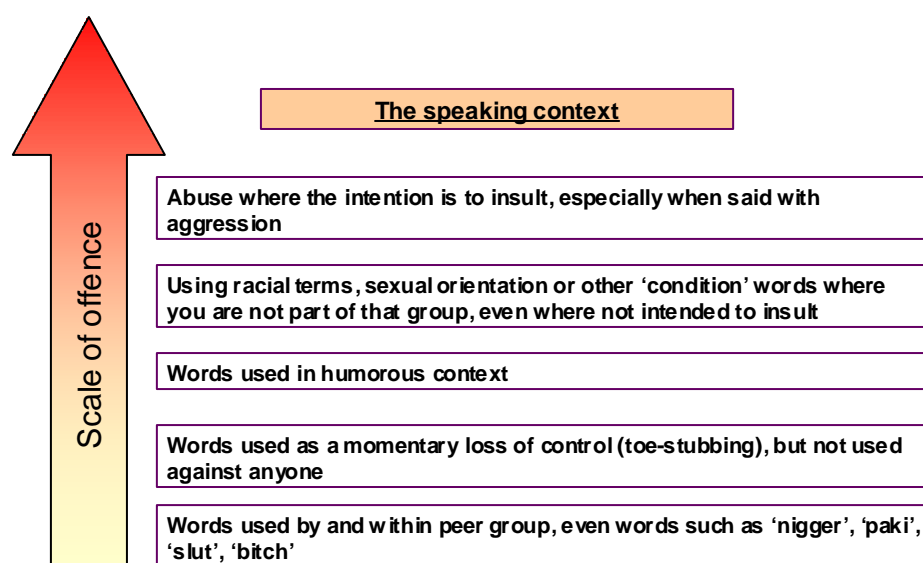 The speaking context
Abuse where the intention is to insult, especially when said with
aggression
Using racial terms, sexual orientation or other ‘condition’ words where
you are not part of that group, even where not intended to insult
Words used in humorous context
Words used as a momentary loss of control (toe-stubbing), but not used
against anyone
Words used by and within peer group, even words such as ‘nigger’, ‘paki’,
‘slut’, ‘bitch’
Scale of offence